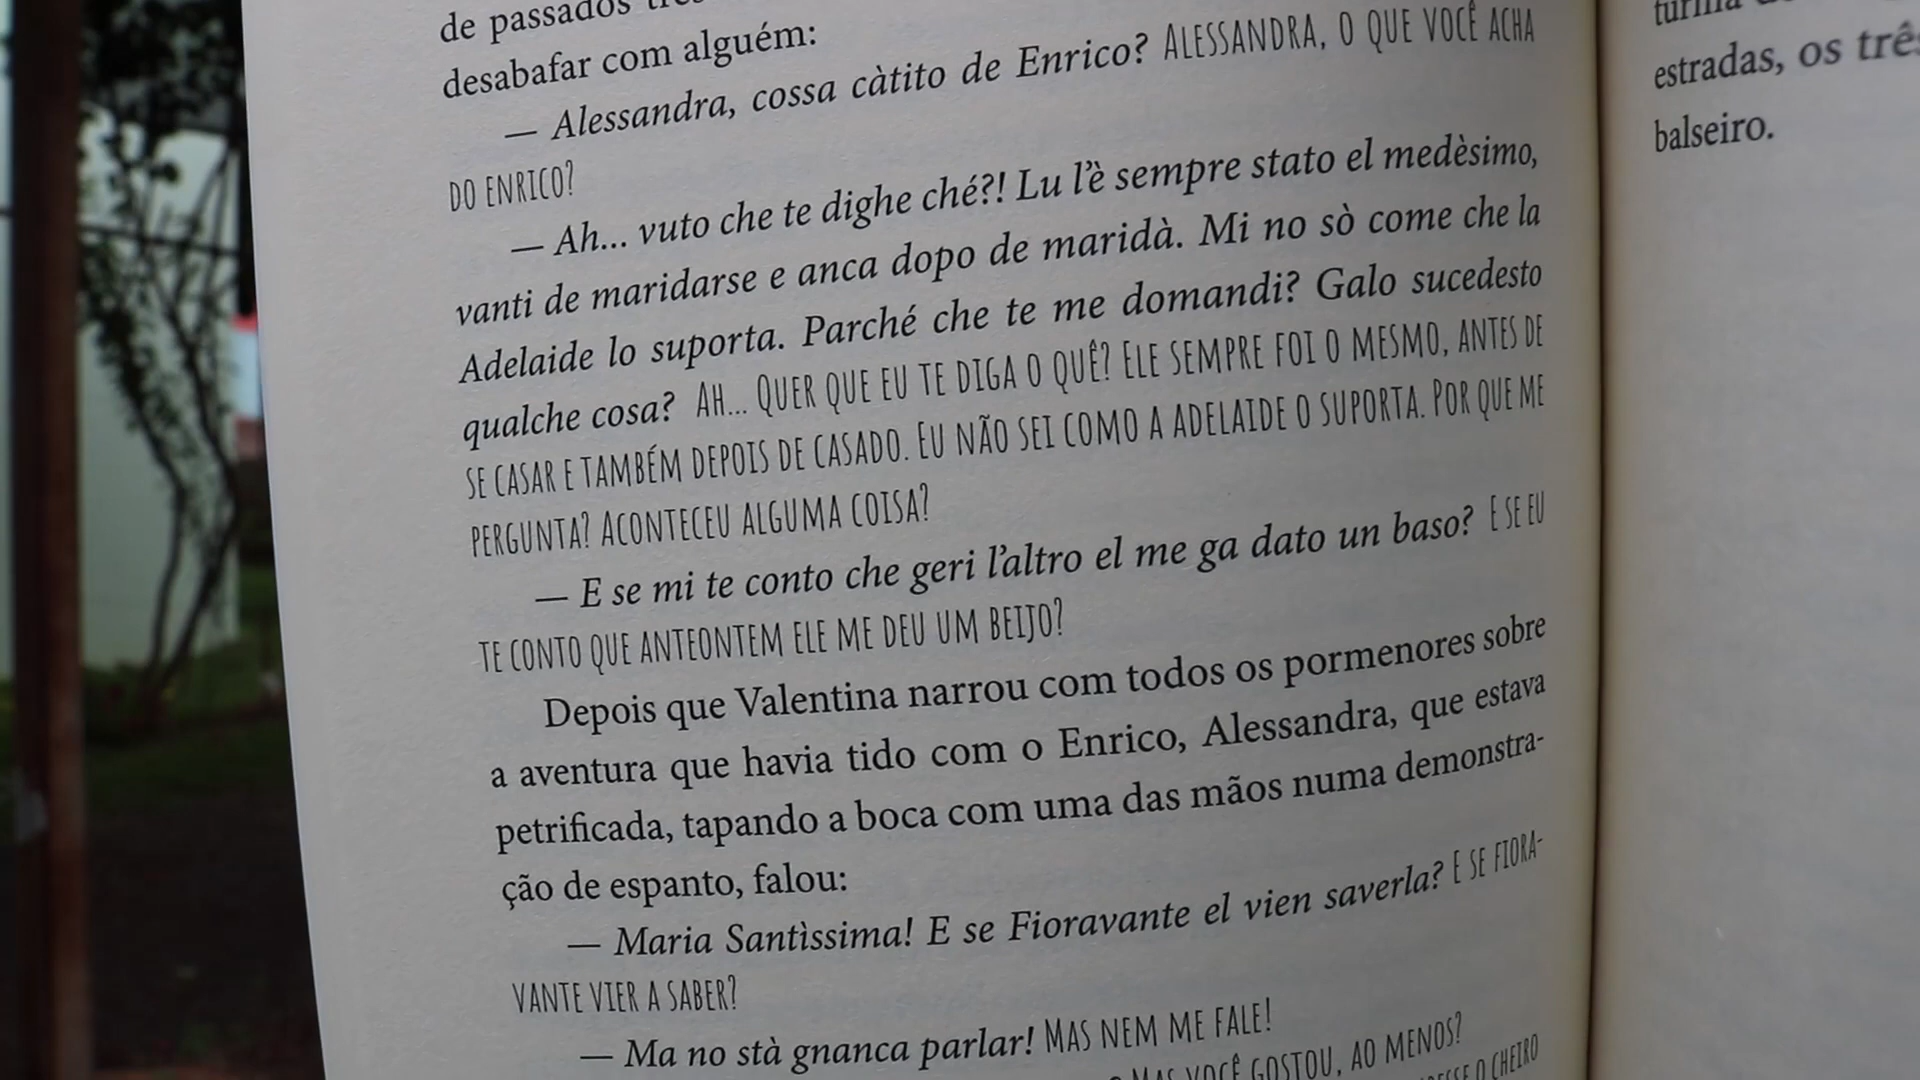 de passados
desabafar com alguém:
— Alessandra, cossa càtito de Enrico? ALESSANDRA, O QUE VOCÊ ACHA
DO ENRICO?
— Ah... vuto che te dighe ché?! Lu l'è sempre stato el medèsimo,
vanti de maridarse e anca dopo de maridà. Mi no sò come che la
Adelaide lo suporta. Parché che te me domandi? Galo sucedesto
qualche cosa? AH... QUER QUE EU TE DIGA O QUÊ? ELE SEMPRE FOI O MESMO, ANTES DE
SE CASAR E TAMBÉM DEPOIS DE CASADO. EU NÃO SEI COMO A ADELAIDE O SUPORTA. POR QUE ME
PERGUNTA? ACONTECEU ALGUMA COISA?
— E se mi te conto che geri l'altro el me ga dato un baso? E SE EU
TE CONTO QUE ANTEONTEM ELE ME DEU UM BEIJO?
Depois que Valentina narrou com todos os pormenores sobre
a aventura que havia tido com o Enrico, Alessandra, que estava
petrificada, tapando a boca com uma das mãos numa demonstra-
ção de espanto, falou:
— Maria Santìssima! E se Fioravante el vien saverla? E SE FIORA-
VANTE VIER A SABER?
— Ma no stà gnanca parlar! MAS NEM ME FALE!
MAS VOCÊ GOSTOU, AO MENOS?
O CHEIRO
estradas, os
balseiro.